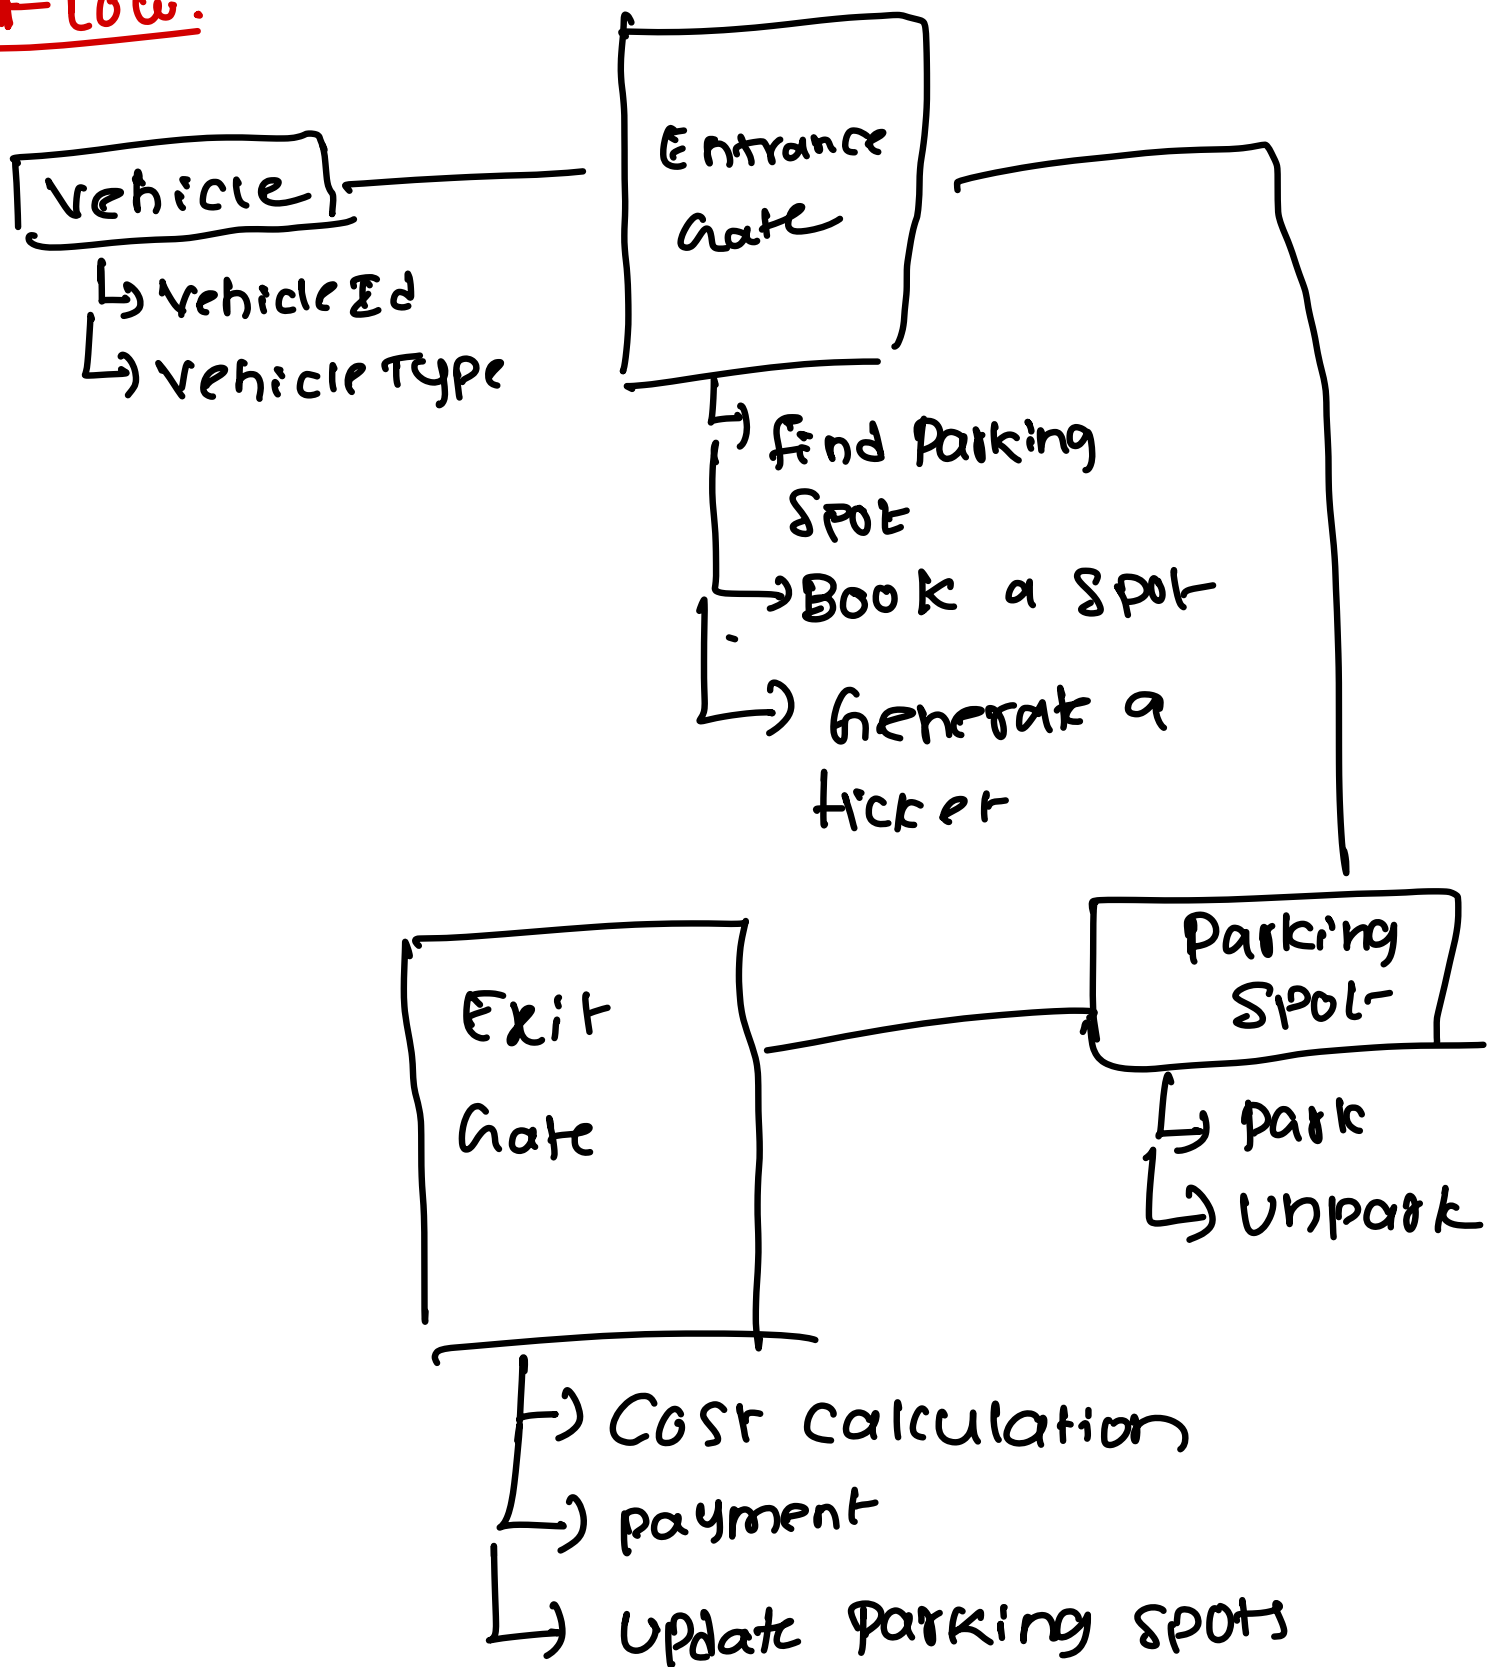 Flow:
Vehicle
VehicleId
VehicleType
Entrance
Gate
find Parking
Spot
Book a spot
Generate a
ticket
Parking
Spot
Park
Unpark
Exit
Gate
Cost calculation
payment
Update Parking spots